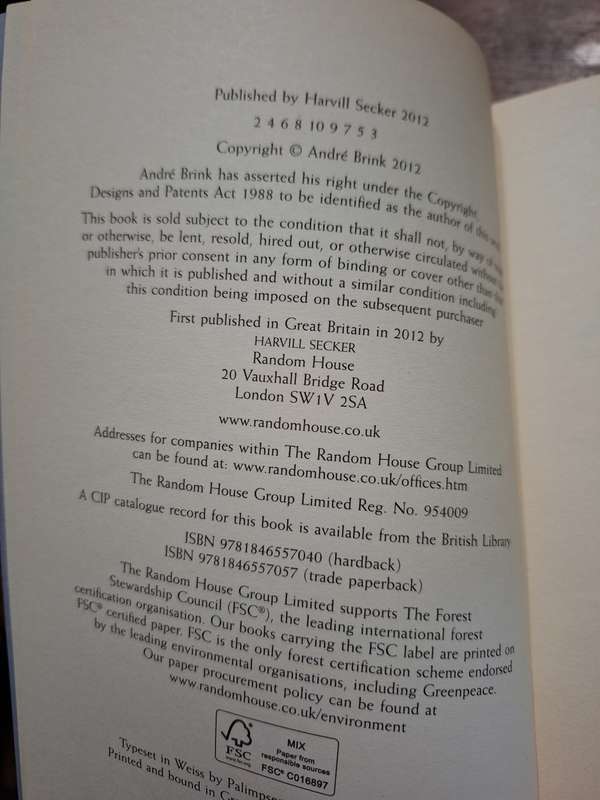 Published by Harvill Secker 2012
2 4 6 8 10 9 7 5 3
Copyright © André Brink 2012
André Brink has asserted his right under the Copyright,
Designs and Patents Act 1988 to be identified as the author of this
This book is sold subject to the condition that it shall not, by way of
or otherwise, be lent, resold, hired out, or otherwise circulated without
publisher's prior consent in any form of binding or cover other than
in which it is published and without a similar condition including
this condition being imposed on the subsequent purchaser
First published in Great Britain in 2012 by
HARVILL SECKER
Random House
20 Vauxhall Bridge Road
London SW1V 2SA
www.randomhouse.co.uk
Addresses for companies within The Random House Group Limited
can be found at: www.randomhouse.co.uk/offices.htm
The Random House Group Limited Reg. No. 954009
A CIP catalogue record for this book is available from the British Library
ISBN 9781846557040 (hardback)
ISBN 9781846557057 (trade paperback)
The Random House Group Limited supports The Forest
Stewardship Council (FSC®), the leading international forest
certification organisation. Our books carrying the FSC label are printed on
FSC® certified paper. FSC is the only forest certification scheme endorsed
by the leading environmental organisations, including Greenpeace.
Our paper procurement policy can be found at
www.randomhouse.co.uk/environment
FSC
www.fsc.org
MIX
Paper from
responsible sources
FSC® C016897
Typeset in Weiss by
Printed and bound in